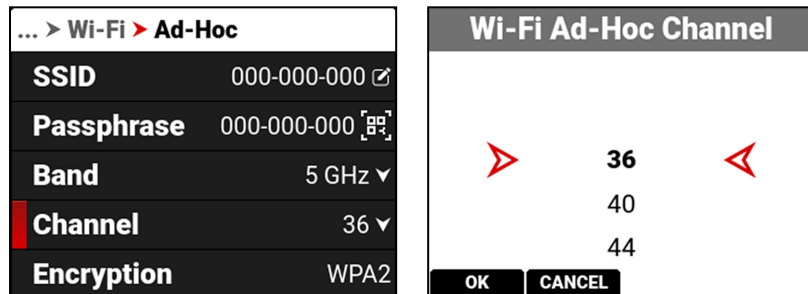 ... > Wi-Fi > Ad-Hoc
SSID 000-000-000
Passphrase 000-000-000
Band 5 GHz
Channel 36
Encryption WPA2
Wi-Fi Ad-Hoc Channel
36
40
44
OK CANCEL